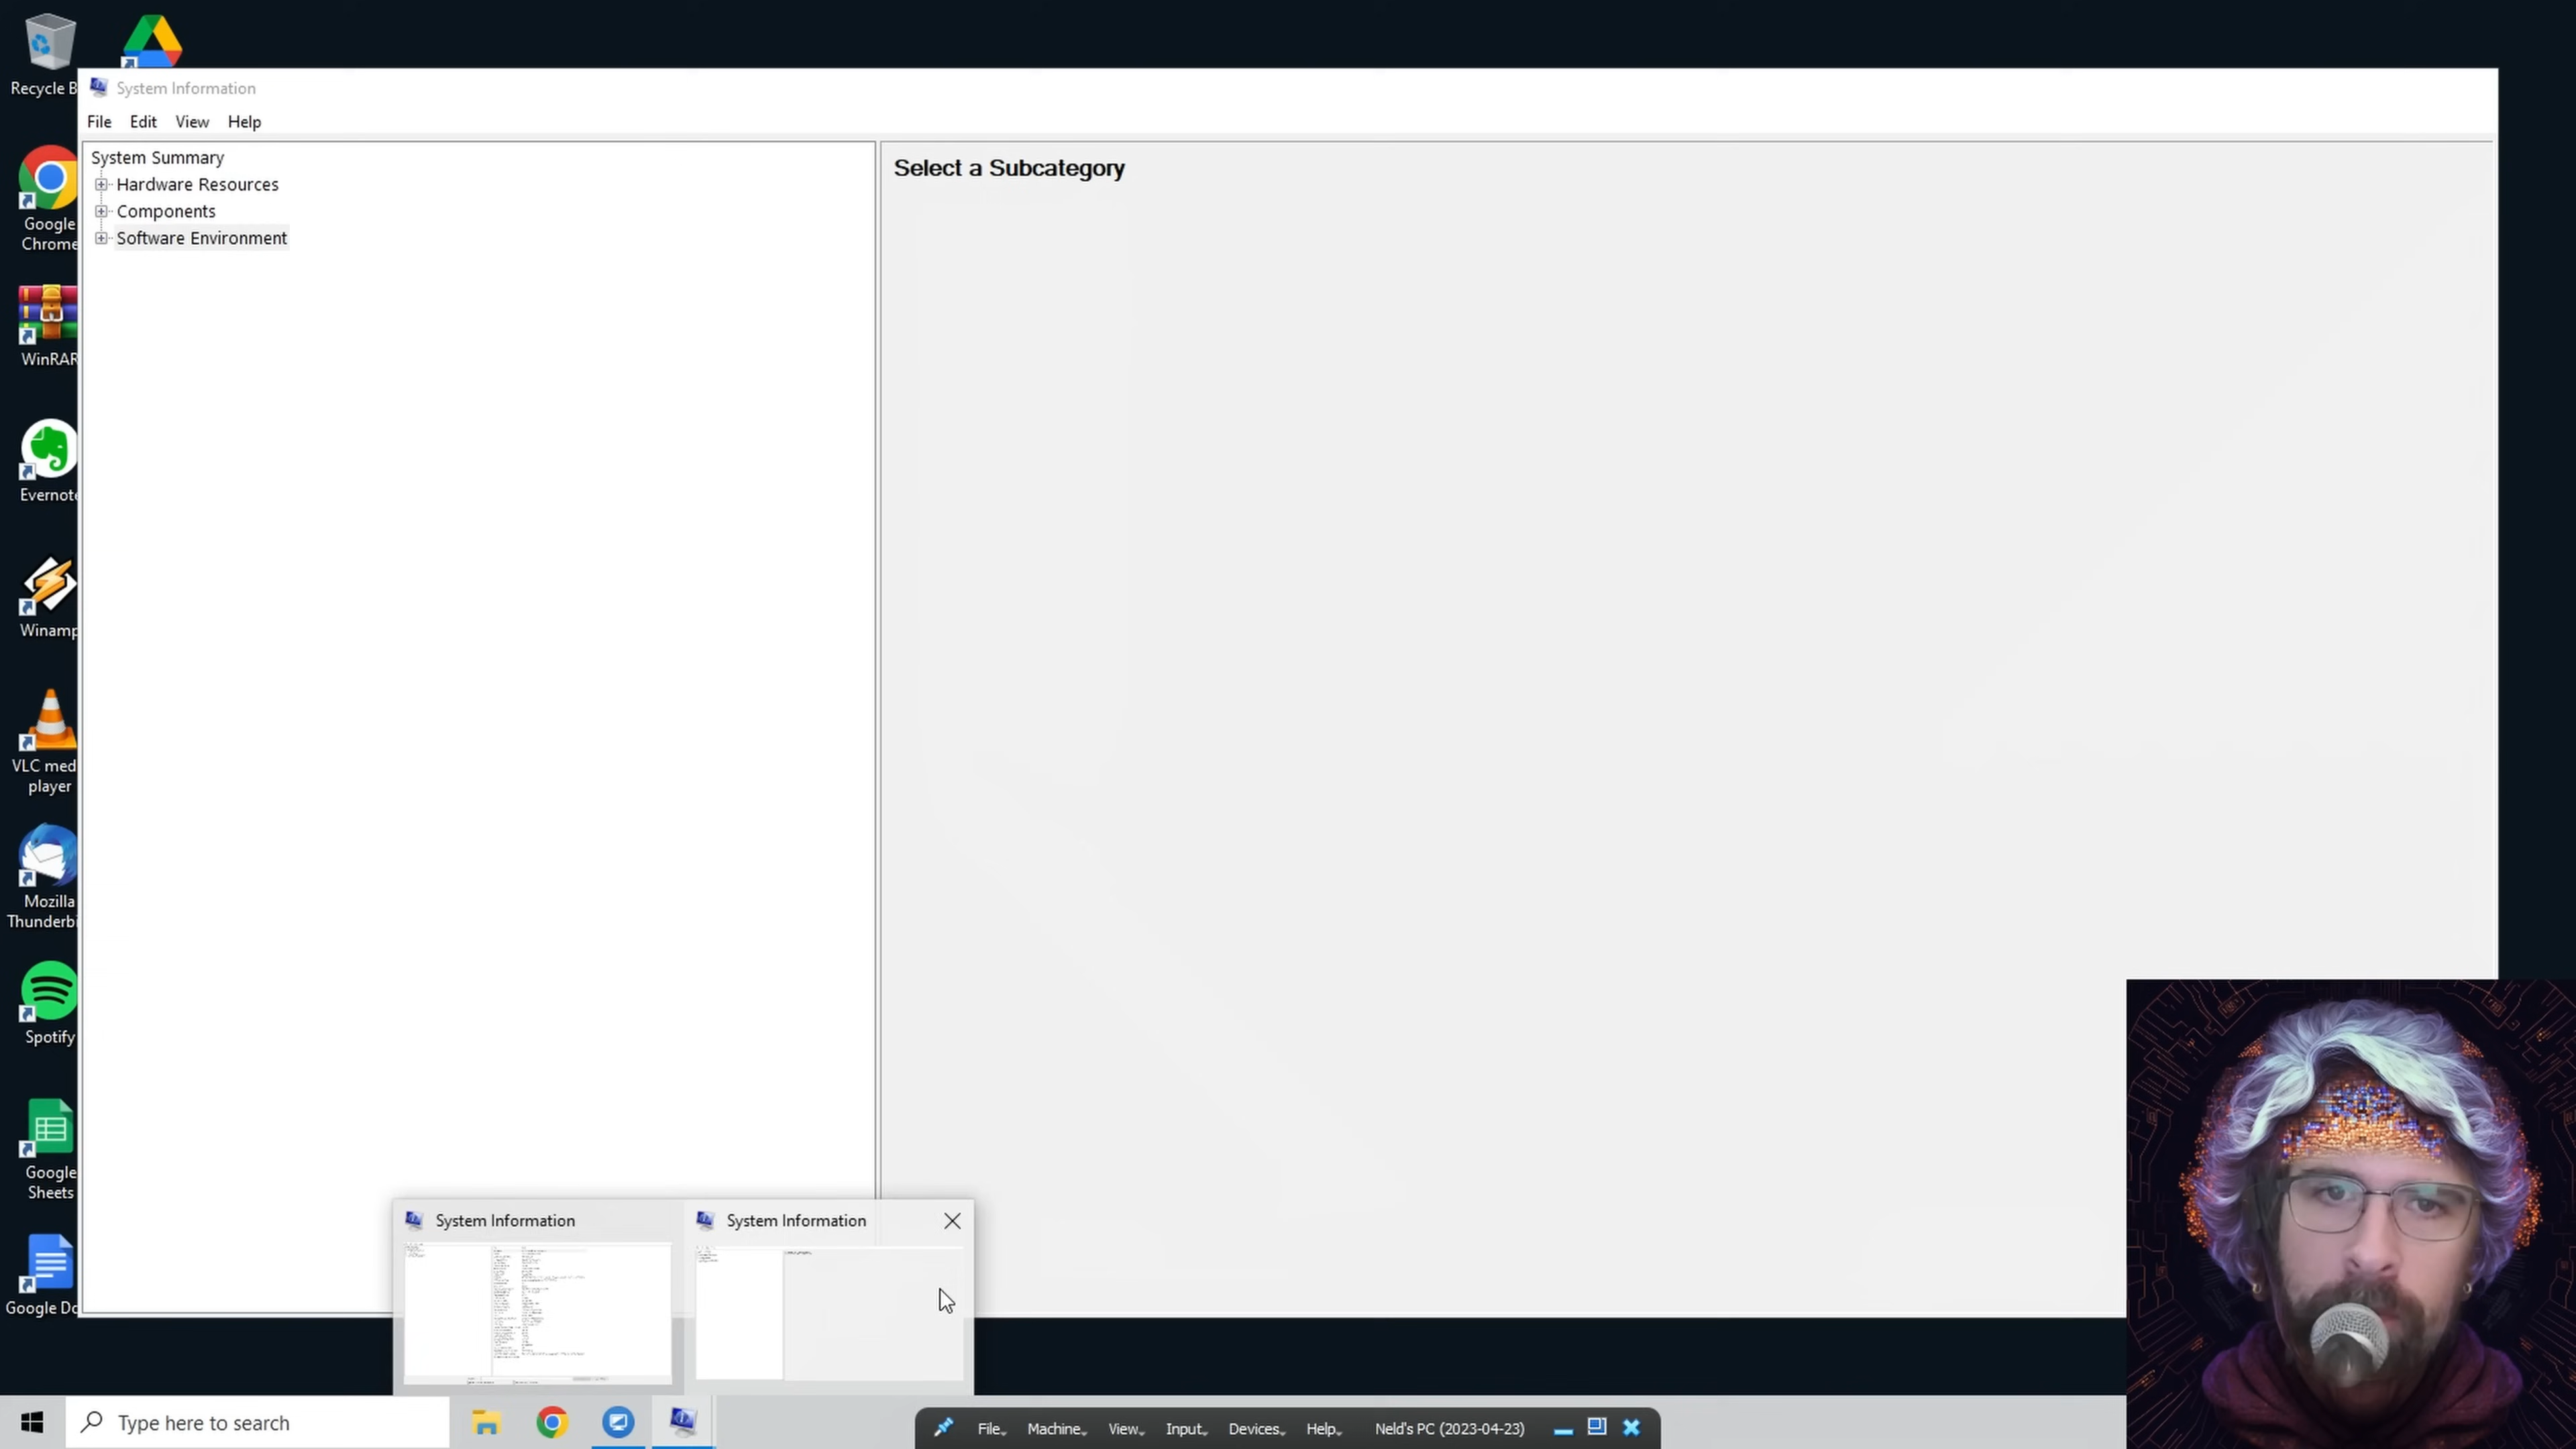 Recycle B
System Information
File Edit View Help
System Summary
Hardware Resources
Components
Software Environment
Select a Subcategory
Google
Chrome
WinRAR
Evernote
Winamp
VLC med
player
Mozilla
Thunderbi
Spotify
Google
Sheets
Google Do
System Information
System Information
Type here to search
File Machine View Input Devices Help Neld's PC (2023-04-23)